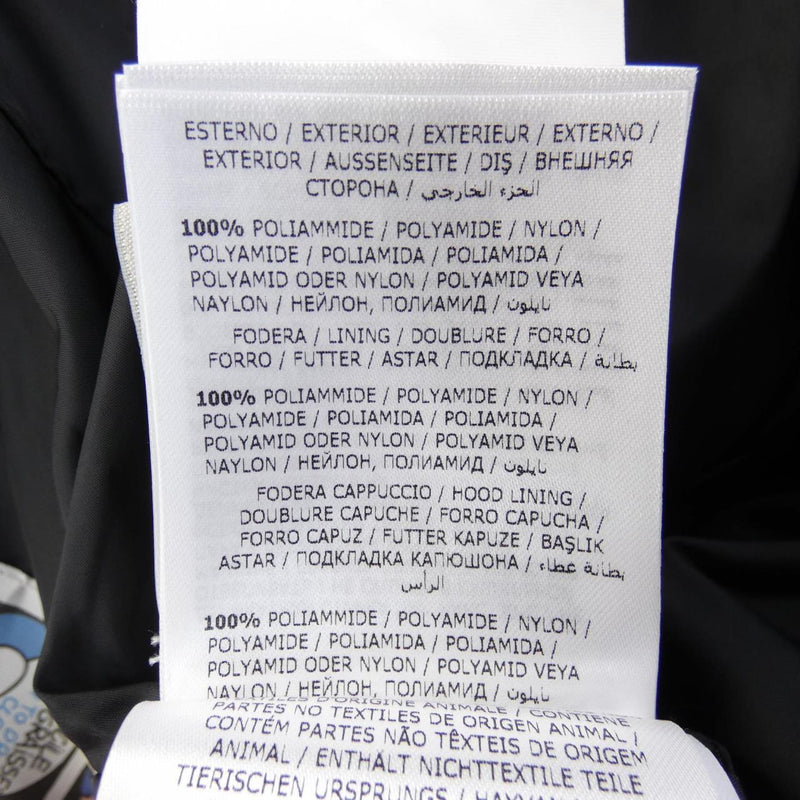 ESTERNO / EXTERIOR / EXTERIEUR / EXTERNO /
EXTERIOR / AUSSENSEITE / DIŞ / ВНЕШНЯЯ
СТОРОНА / الجزء الخارجي
100% POLIAMMIDE / POLYAMIDE / NYLON /
POLYAMIDE / POLIAMIDA / POLIAMIDA /
POLYAMID ODER NYLON / POLYAMID VEYA
NAYLON / НЕЙЛОН, ПОЛИАМИД / نايلون
FODERA / LINING / DOUBLURE / FORRO /
FORRO / FUTTER / ASTAR / ПОДКЛАДКА / بطانة
100% POLIAMMIDE / POLYAMIDE / NYLON /
POLYAMIDE / POLIAMIDA / POLIAMIDA /
POLYAMID ODER NYLON / POLYAMID VEYA
NAYLON / НЕЙЛОН, ПОЛИАМИД / نايلون
FODERA CAPPUCCIO / HOOD LINING /
DOUBLURE CAPUCHE / FORRO CAPUCHA /
FORRO CAPUZ / FUTTER KAPUZE / BAŞLIK
ASTAR / ПОДКЛАДКА КАПЮШОНА / بطانة غطاء
الرأس
100% POLIAMMIDE / POLYAMIDE / NYLON /
POLYAMIDE / POLIAMIDA / POLIAMIDA /
POLYAMID ODER NYLON / POLYAMID VEYA
NAYLON / НЕЙЛОН, ПОЛИАМИД / نايلون
D'ORIGINE ANIMALE / CONTIENE
PARTES NO TEXTILES DE ORIGEN ANIMAL /
CONTÉM PARTES NÃO TÊXTEIS DE ORIGEM
ANIMAL / ENTHÄLT NICHTTEXTILE TEILE
TIERISCHEN URSPRUNGS /